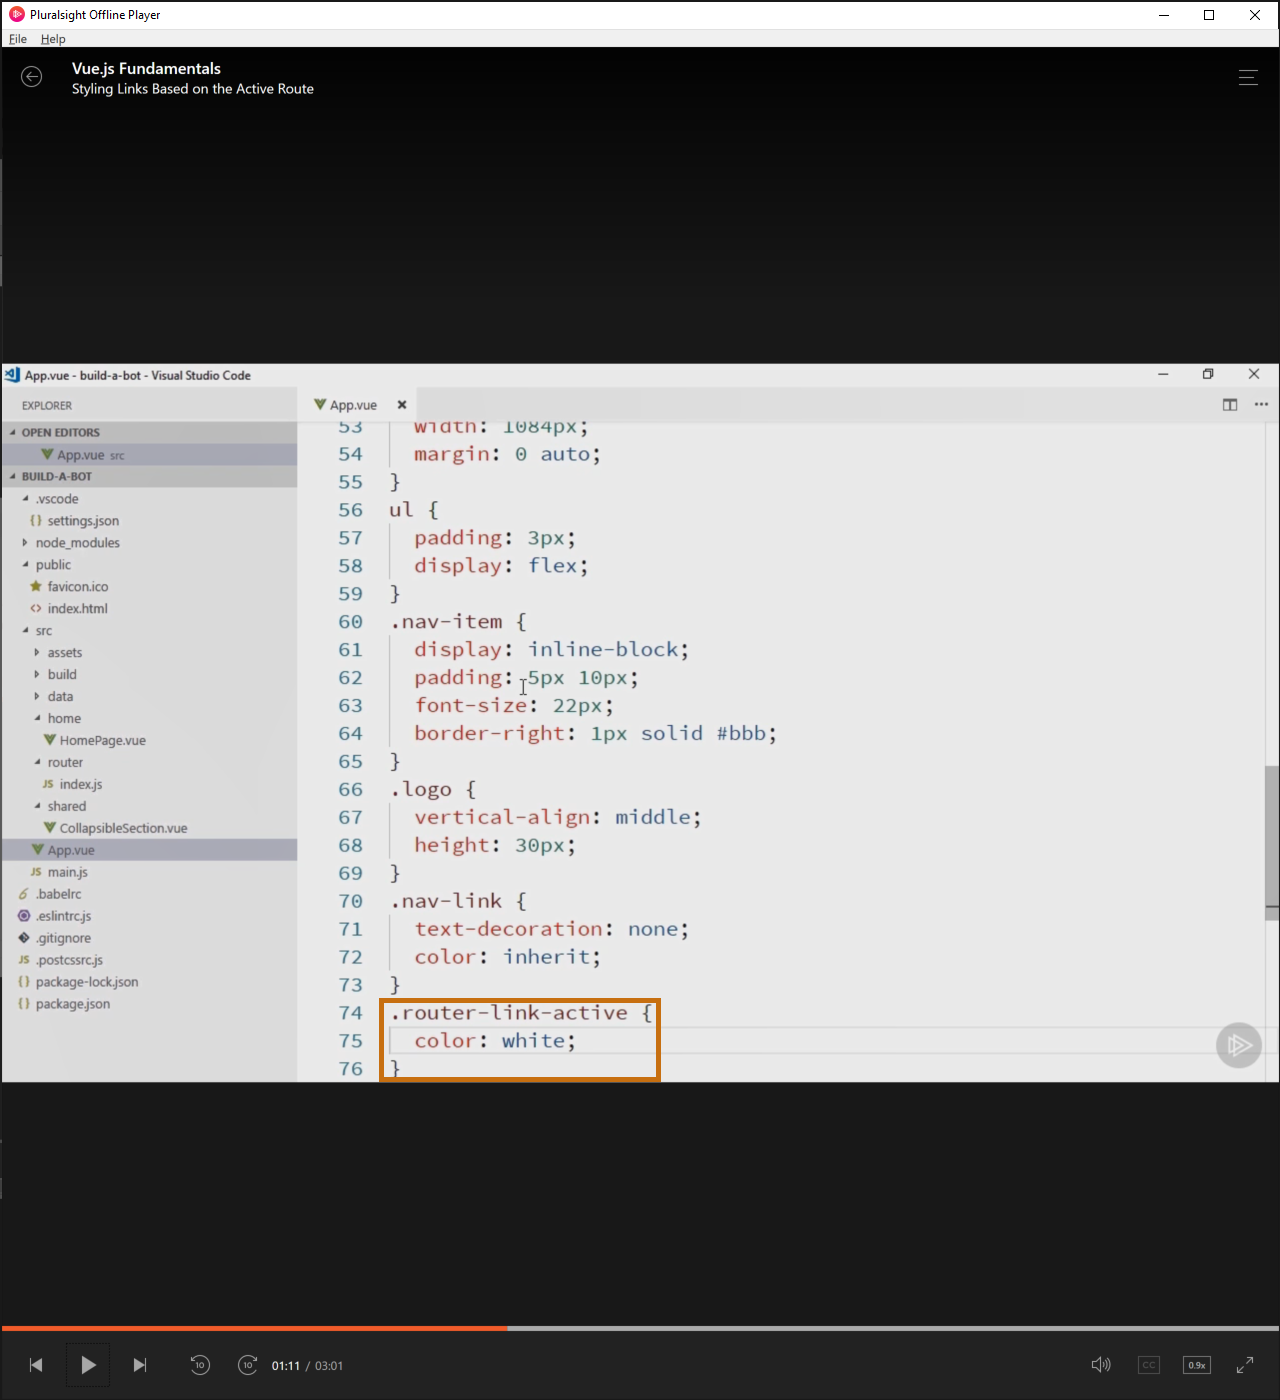 Pluralsight Offline Player
File Help
Vue.js Fundamentals
Styling Links Based on the Active Route
App.vue - build-a-bot - Visual Studio Code
EXPLORER
OPEN EDITORS
App.vue src
BUILD-A-BOT
.vscode
{} settings.json
node_modules
public
favicon.ico
<> index.html
src
assets
build
data
home
HomePage.vue
router
JS index.js
shared
CollapsibleSection.vue
App.vue
JS main.js
.babelrc
.eslintrc.js
.gitignore
JS .postcssrc.js
{} package-lock.json
{} package.json
App.vue
53 width: 1084px;
54 margin: 0 auto;
55 }
56 ul {
57 padding: 3px;
58 display: flex;
59 }
60 .nav-item {
61 display: inline-block;
62 padding: 5px 10px;
63 font-size: 22px;
64 border-right: 1px solid #bbb;
65 }
66 .logo {
67 vertical-align: middle;
68 height: 30px;
69 }
70 .nav-link {
71 text-decoration: none;
72 color: inherit;
73 }
74 .router-link-active {
75 color: white;
76 }
10 10 01:11 / 03:01 CC 0.9x